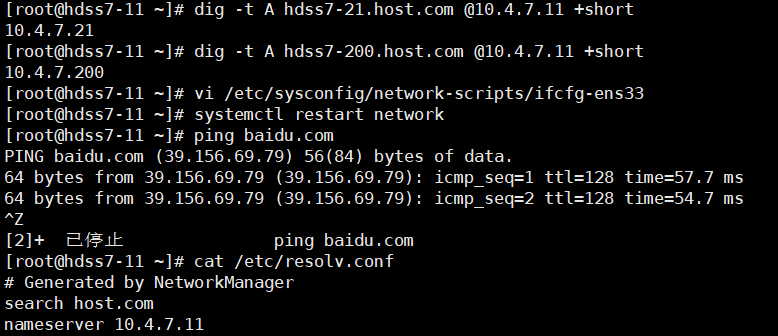 [root@hdss7-11 ~]# dig -t A hdss7-21.host.com @10.4.7.11 +short
10.4.7.21
[root@hdss7-11 ~]# dig -t A hdss7-200.host.com @10.4.7.11 +short
10.4.7.200
[root@hdss7-11 ~]# vi /etc/sysconfig/network-scripts/ifcfg-ens33
[root@hdss7-11 ~]# systemctl restart network
[root@hdss7-11 ~]# ping baidu.com
PING baidu.com (39.156.69.79) 56(84) bytes of data.
64 bytes from 39.156.69.79 (39.156.69.79): icmp_seq=1 ttl=128 time=57.7 ms
64 bytes from 39.156.69.79 (39.156.69.79): icmp_seq=2 ttl=128 time=54.7 ms
^Z
[2]+  已停止               ping baidu.com
[root@hdss7-11 ~]# cat /etc/resolv.conf
# Generated by NetworkManager
search host.com
nameserver 10.4.7.11